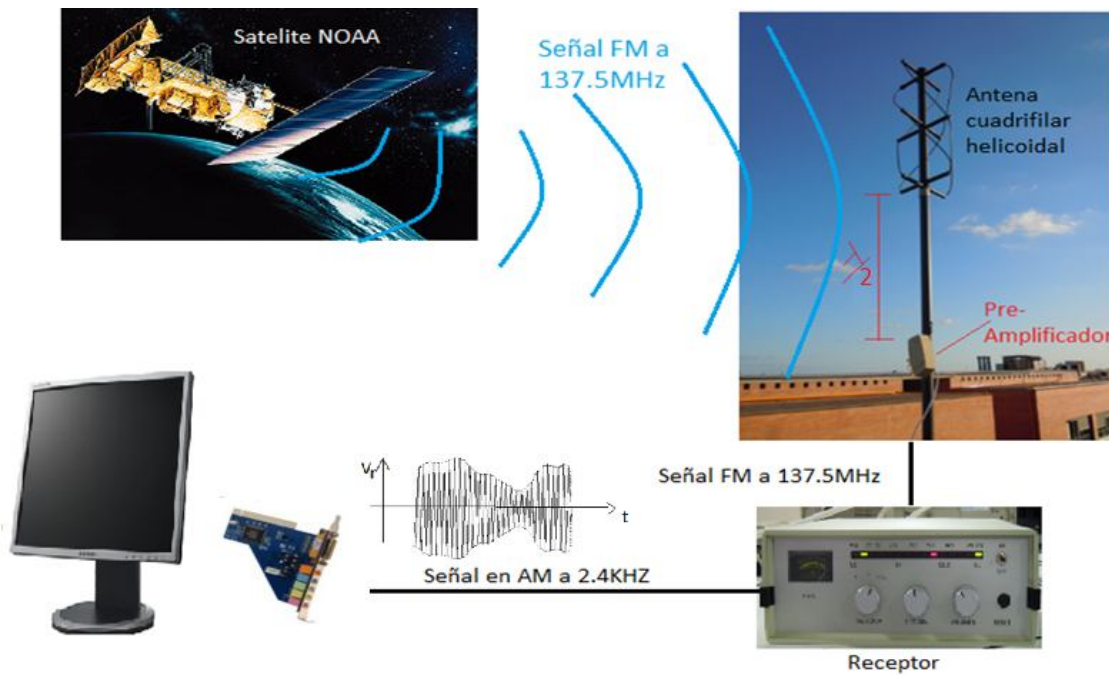 Satelite NOAA
Señal FM a
137.5MHz
Antena
cuadrifilar
helicoidal
λ/2
Pre-
Amplificador
Señal FM a 137.5MHz
Vr
t
Señal en AM a 2.4KHZ
Receptor